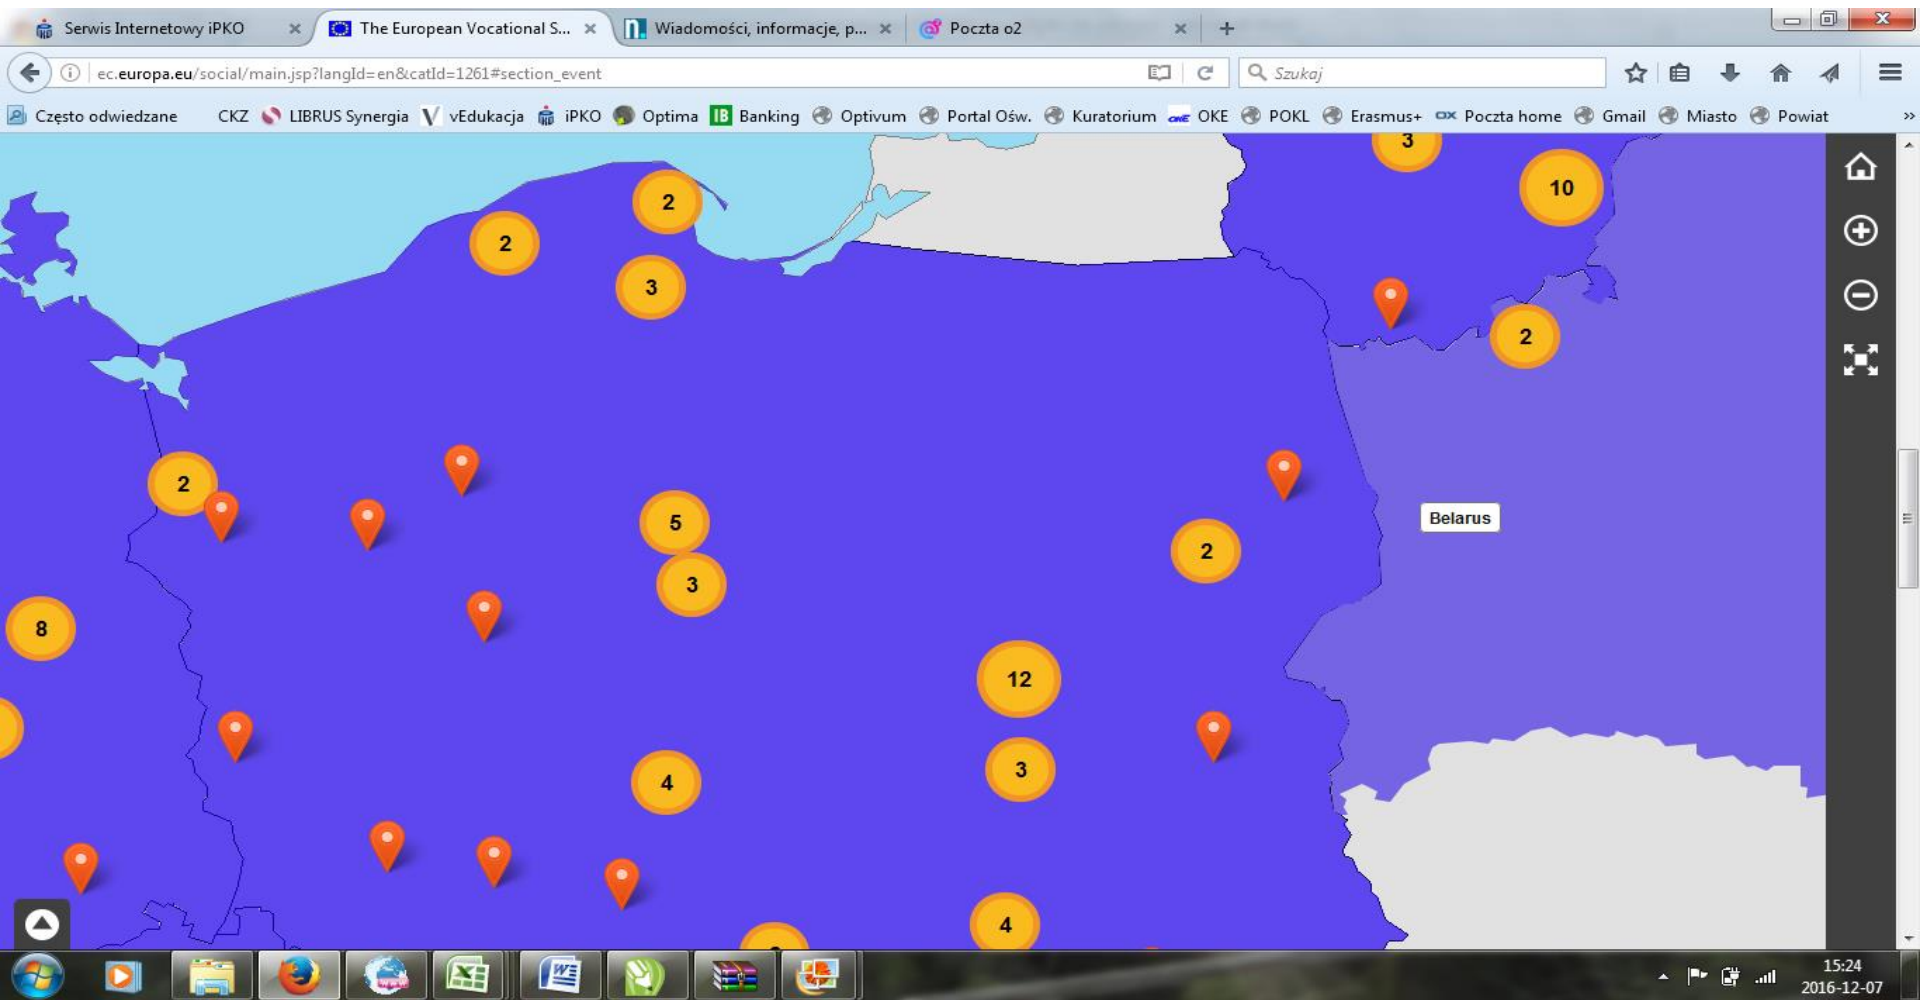 Serwis Internetowy iPKO
The European Vocational S...
Wiadomości, informacje, p...
Poczta o2
ec.europa.eu/social/main.jsp?langId=en&catId=1261#section_event
Szukaj
Często odwiedzane CKZ LIBRUS Synergia vEdukacja iPKO Optima IB Banking Optivum Portal Ośw. Kuratorium OKE OKE POKL Erasmus+ OX Poczta home Gmail Miasto Powiat »
3
10
2
2
3
2
2
5
Belarus
2
3
8
12
3
4
4
15:24
2016-12-07